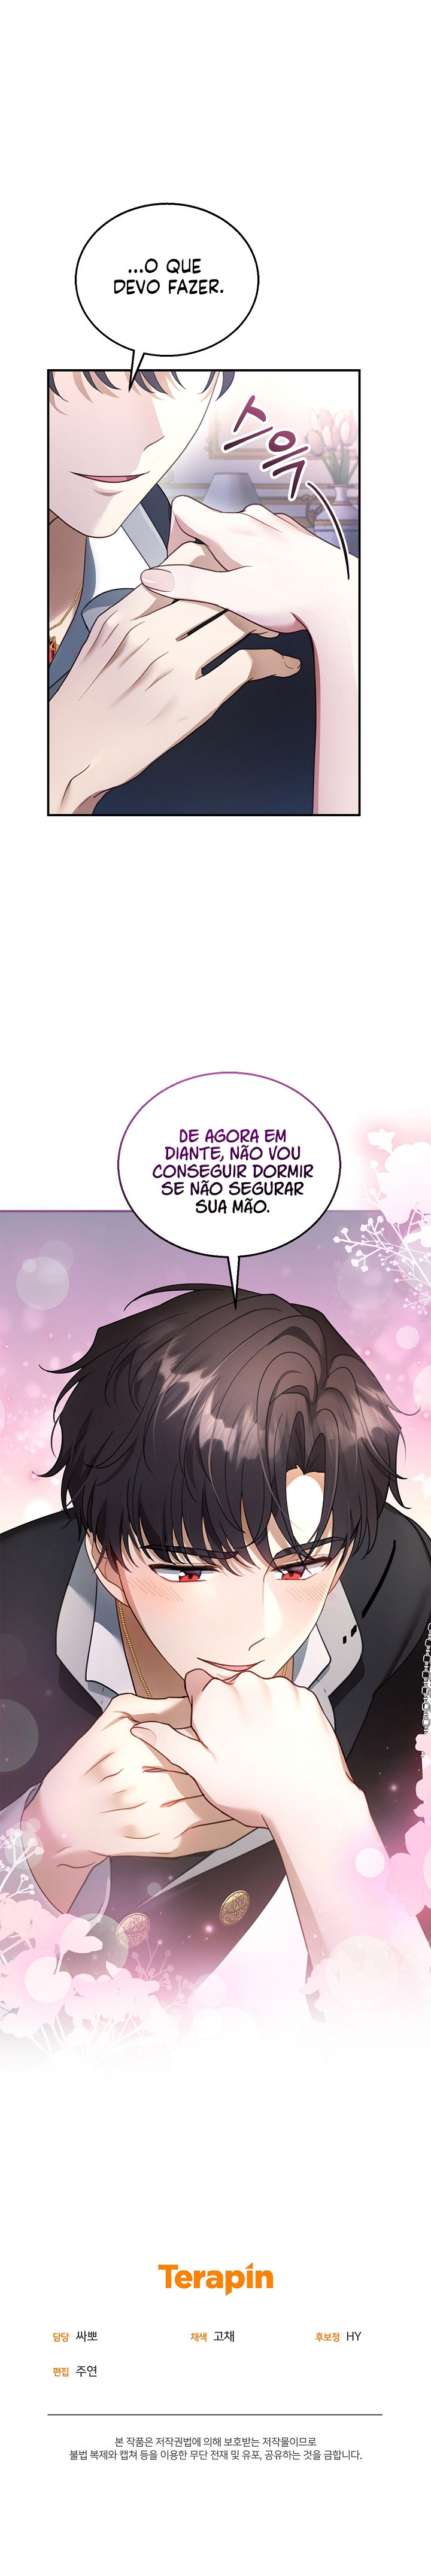 ...O QUE
DEVO FAZER.
스윽
DE AGORA EM
DIANTE, NÃO VOU
CONSEGUIR DORMIR
SE NÃO SEGURAR
SUA MÃO.
Terapin
담당 싸뽀 채색 고채 후보정 HY
편집 주연
본 작품은 저작권법에 의해 보호받는 저작물이므로
불법 복제와 캡쳐 등을 이용한 무단 전재 및 유포, 공유하는 것을 금합니다.